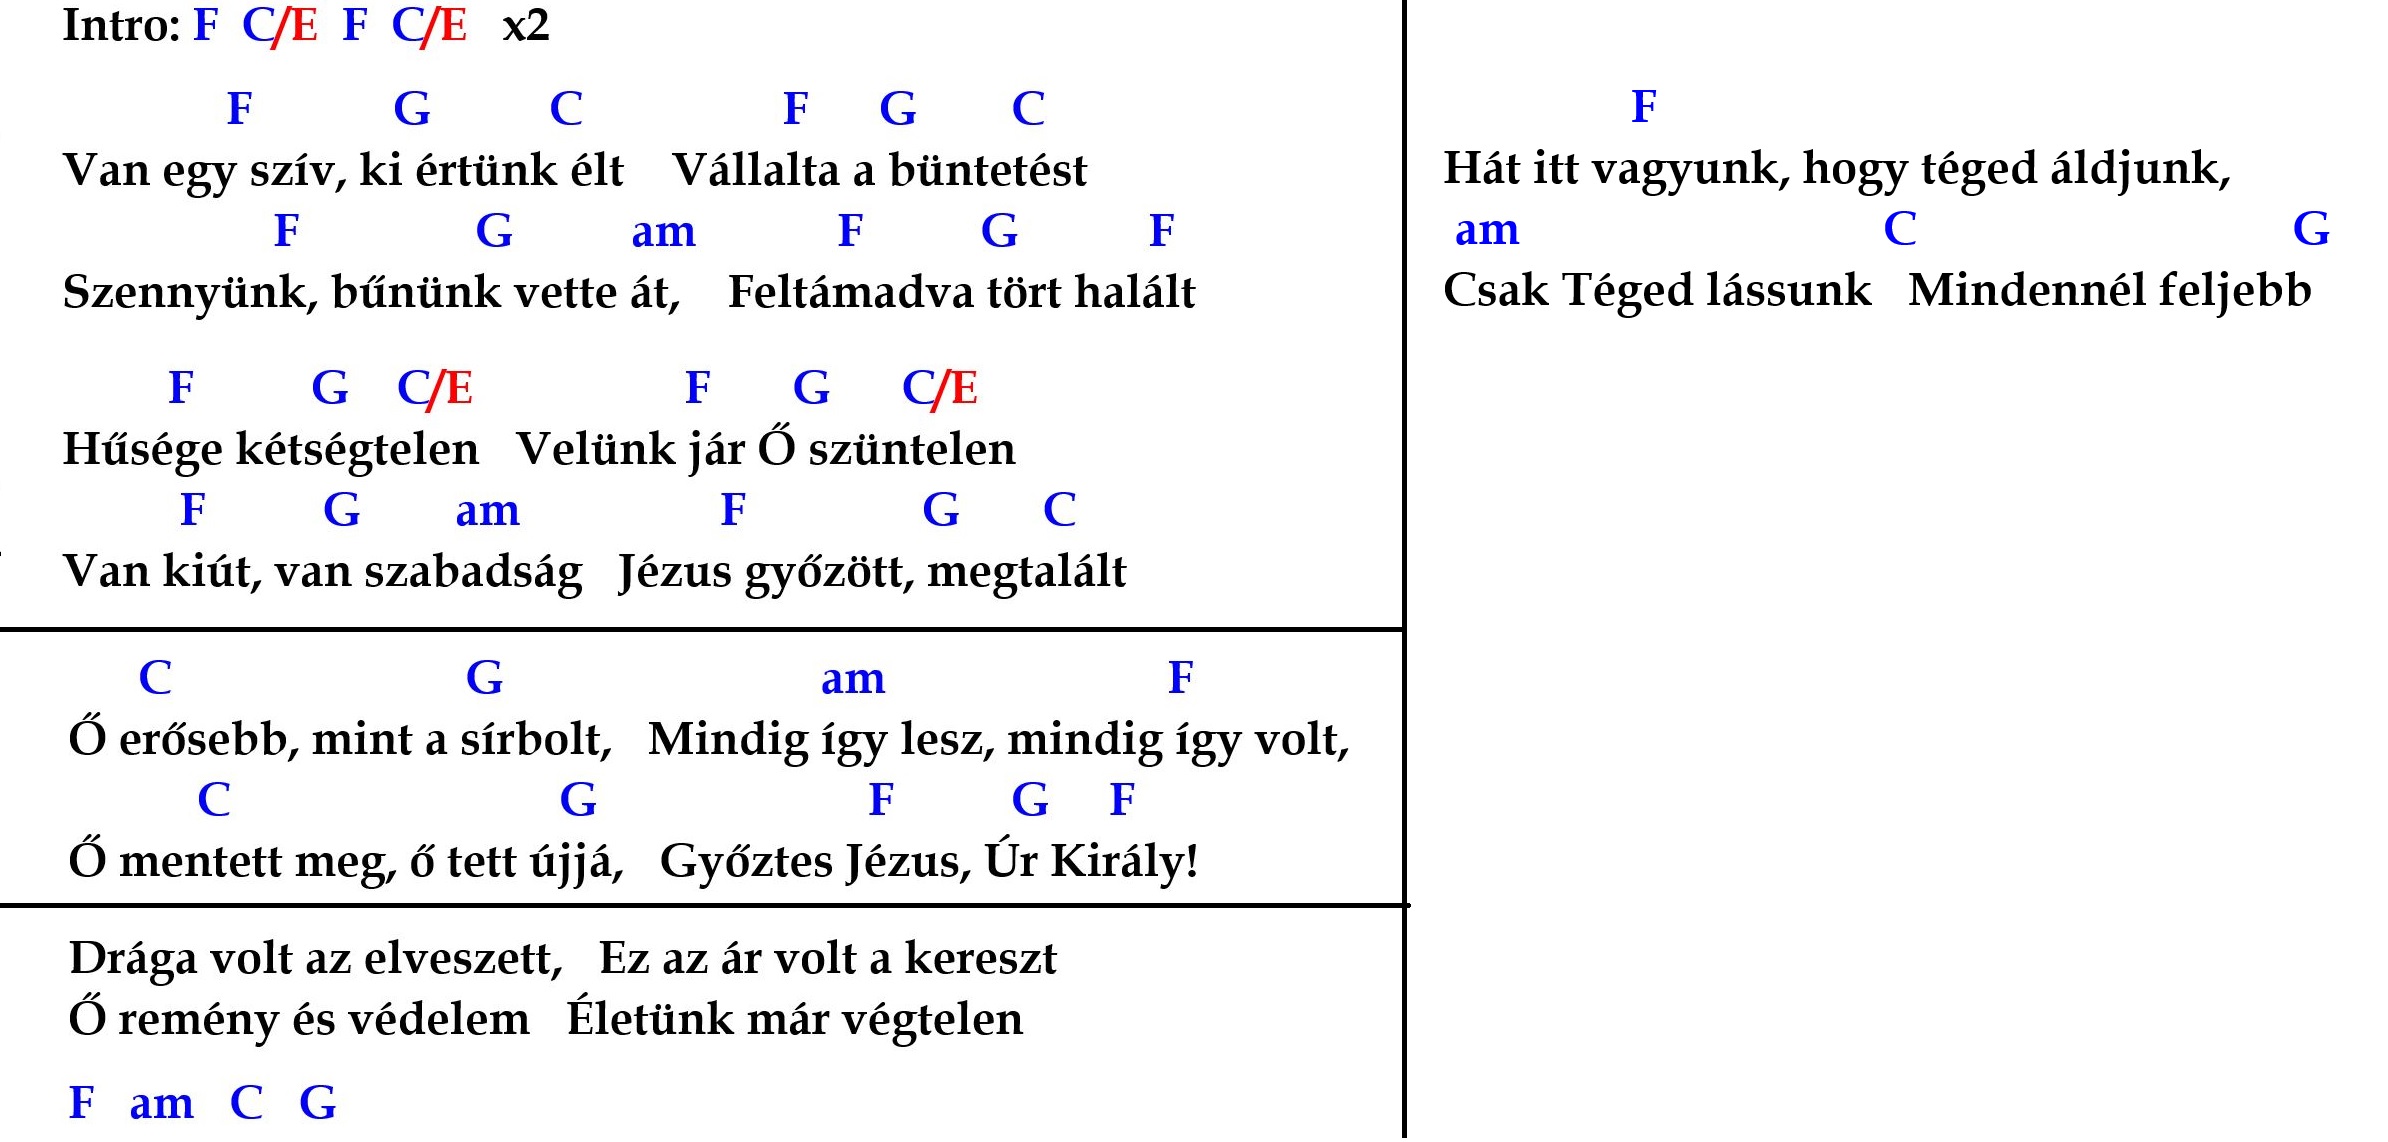 Intro: F C/E F C/E x2
F G C F G C
Van egy szív, ki értünk élt Vállalta a büntetést
F G am F G F
Szennyünk, bűnünk vette át, Feltámadva tört halált
F G C/E F G C/E
Hűsége kétségtelen Velünk jár Ő szüntelen
F G am F G C
Van kiút, van szabadság Jézus győzött, megtalált
C G am F
Ő erősebb, mint a sírbolt, Mindig így lesz, mindig így volt,
C G F G F
Ő mentett meg, ő tett újjá, Győztes Jézus, Úr Király!
Drága volt az elveszett, Ez az ár volt a kereszt
Ő remény és védelem Életünk már végtelen
F am C G
F
Hát itt vagyunk, hogy téged áldjunk,
am C G
Csak Téged lássunk Mindennél feljebb